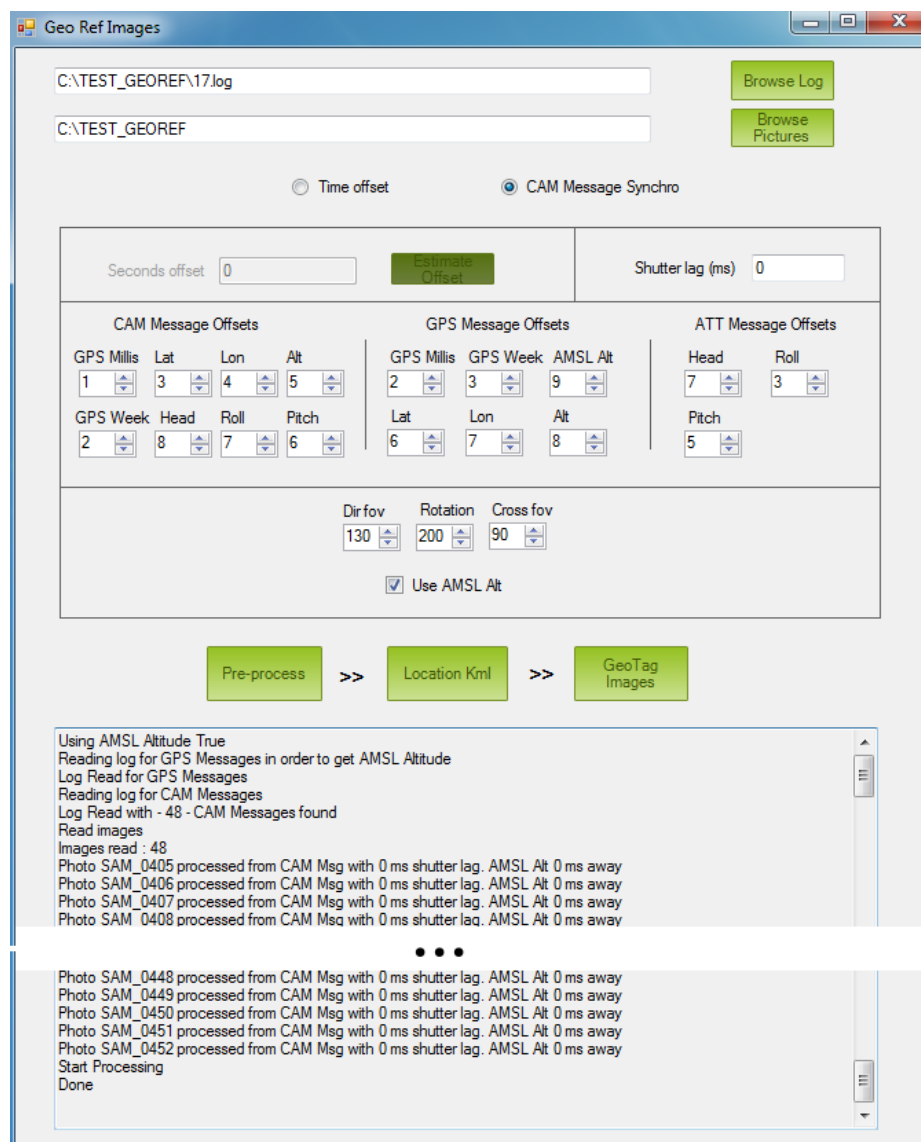 Geo Ref Images
C:\TEST_GEOREF\17.log
Browse Log
C:\TEST_GEOREF
Browse
Pictures
Time offset
CAM Message Synchro
Seconds offset 0
Estimate
Offset
Shutter lag (ms) 0
CAM Message Offsets
GPS Millis Lat Lon Alt
1 3 4 5
GPS Week Head Roll Pitch
2 8 7 6
GPS Message Offsets
GPS Millis GPS Week AMSL Alt
2 3 9
Lat Lon Alt
6 7 8
ATT Message Offsets
Head Roll
7 3
Pitch
5
Dir fov Rotation Cross fov
130 200 90
Use AMSL Alt
Pre-process >> Location Kml >> GeoTag
Images
Using AMSL Altitude True
Reading log for GPS Messages in order to get AMSL Altitude
Log Read for GPS Messages
Reading log for CAM Messages
Log Read with - 48 - CAM Messages found
Read images
Images read : 48
Photo SAM_0405 processed from CAM Msg with 0 ms shutter lag. AMSL Alt 0 ms away
Photo SAM_0406 processed from CAM Msg with 0 ms shutter lag. AMSL Alt 0 ms away
Photo SAM_0407 processed from CAM Msg with 0 ms shutter lag. AMSL Alt 0 ms away
Photo SAM_0408 processed from CAM Msg with 0 ms shutter lag. AMSL Alt 0 ms away
• • •
Photo SAM_0448 processed from CAM Msg with 0 ms shutter lag. AMSL Alt 0 ms away
Photo SAM_0449 processed from CAM Msg with 0 ms shutter lag. AMSL Alt 0 ms away
Photo SAM_0450 processed from CAM Msg with 0 ms shutter lag. AMSL Alt 0 ms away
Photo SAM_0451 processed from CAM Msg with 0 ms shutter lag. AMSL Alt 0 ms away
Photo SAM_0452 processed from CAM Msg with 0 ms shutter lag. AMSL Alt 0 ms away
Start Processing
Done